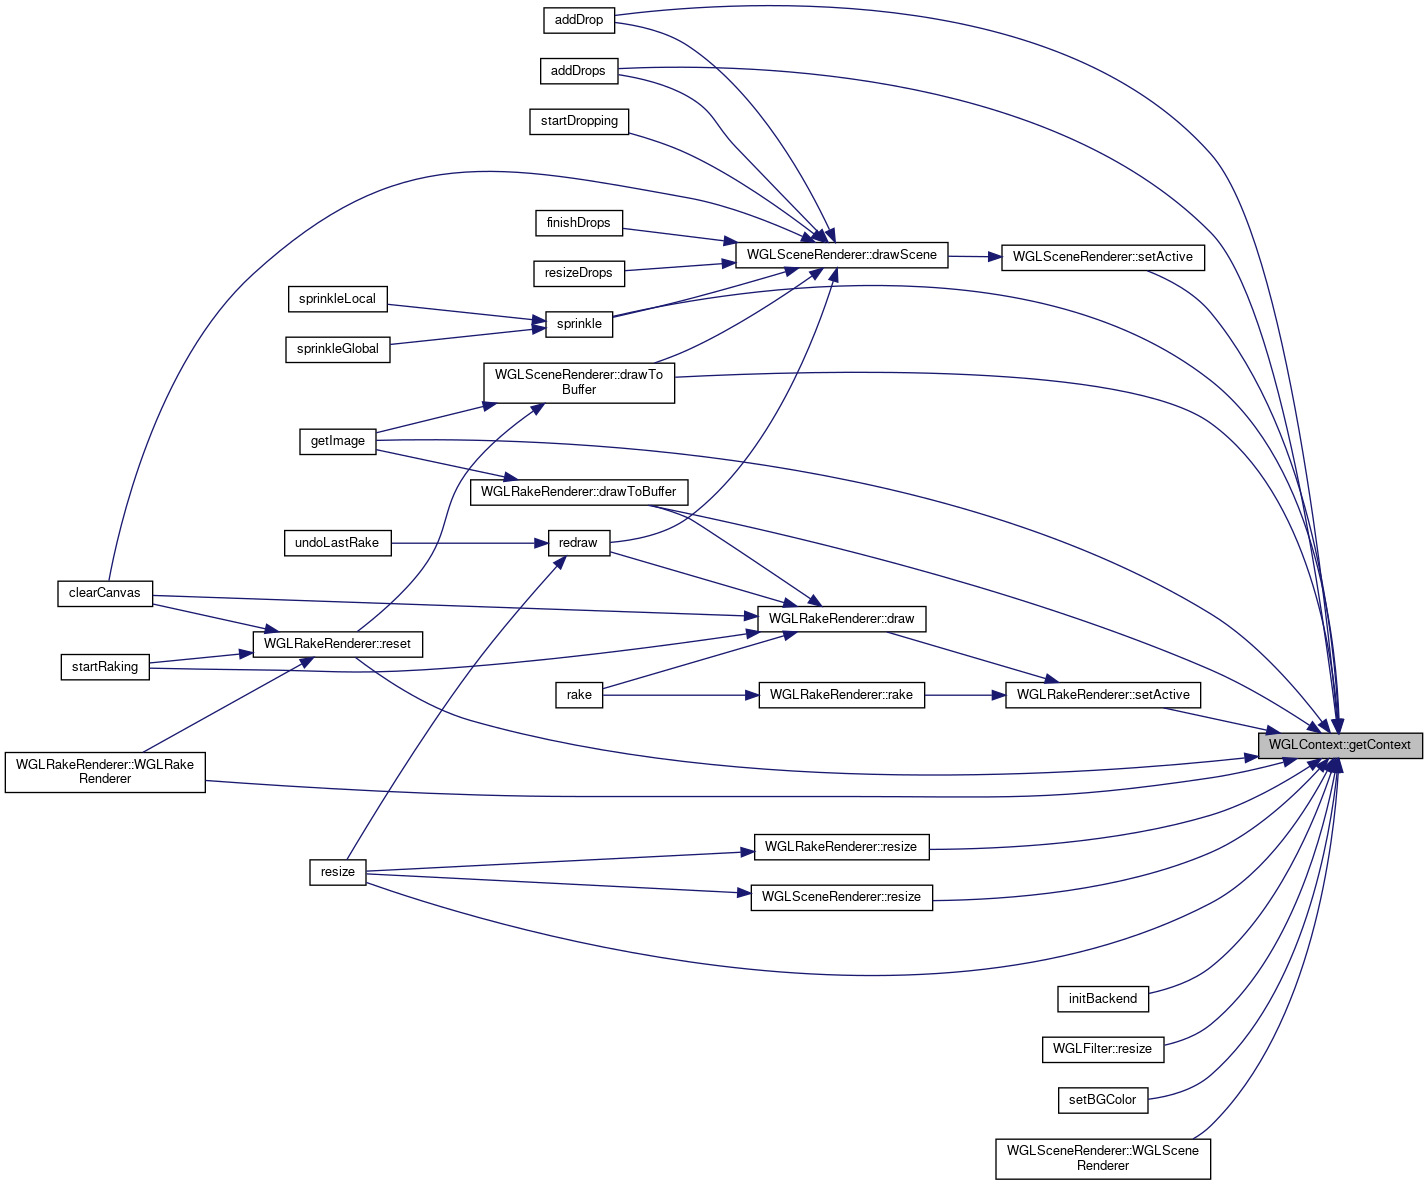 addDrop
addDrops
startDropping
finishDrops
WGLSceneRenderer::drawScene
WGLSceneRenderer::setActive
resizeDrops
sprinkleLocal
sprinkle
sprinkleGlobal
WGLSceneRenderer::drawTo
Buffer
getImage
WGLRakeRenderer::drawToBuffer
undoLastRake
redraw
clearCanvas
WGLRakeRenderer::draw
WGLRakeRenderer::reset
startRaking
rake
WGLRakeRenderer::rake
WGLRakeRenderer::setActive
WGLContext::getContext
WGLRakeRenderer::WGLRake
Renderer
WGLRakeRenderer::resize
resize
WGLSceneRenderer::resize
initBackend
WGLFilter::resize
setBGColor
WGLSceneRenderer::WGLScene
Renderer